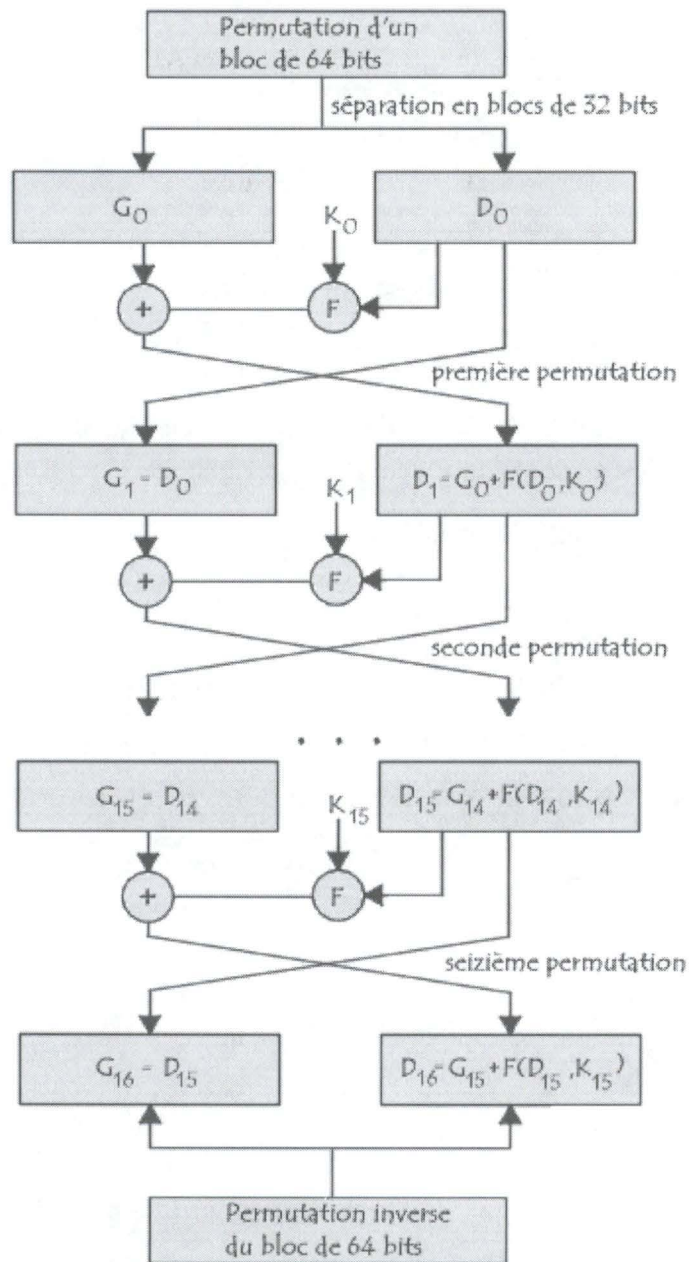 Permutation d'un
bloc de 64 bits
séparation en blocs de 32 bits
G0
K0
D0
+
F
première permutation
G1 = D0
K1
D1=G0+F(D0,K0)
+
F
seconde permutation
. . .
G15 = D14
K15
D15=G14+F(D14,K14)
+
F
seizième permutation
G16 = D15
D16=G15+F(D15,K15)
Permutation inverse
du bloc de 64 bits